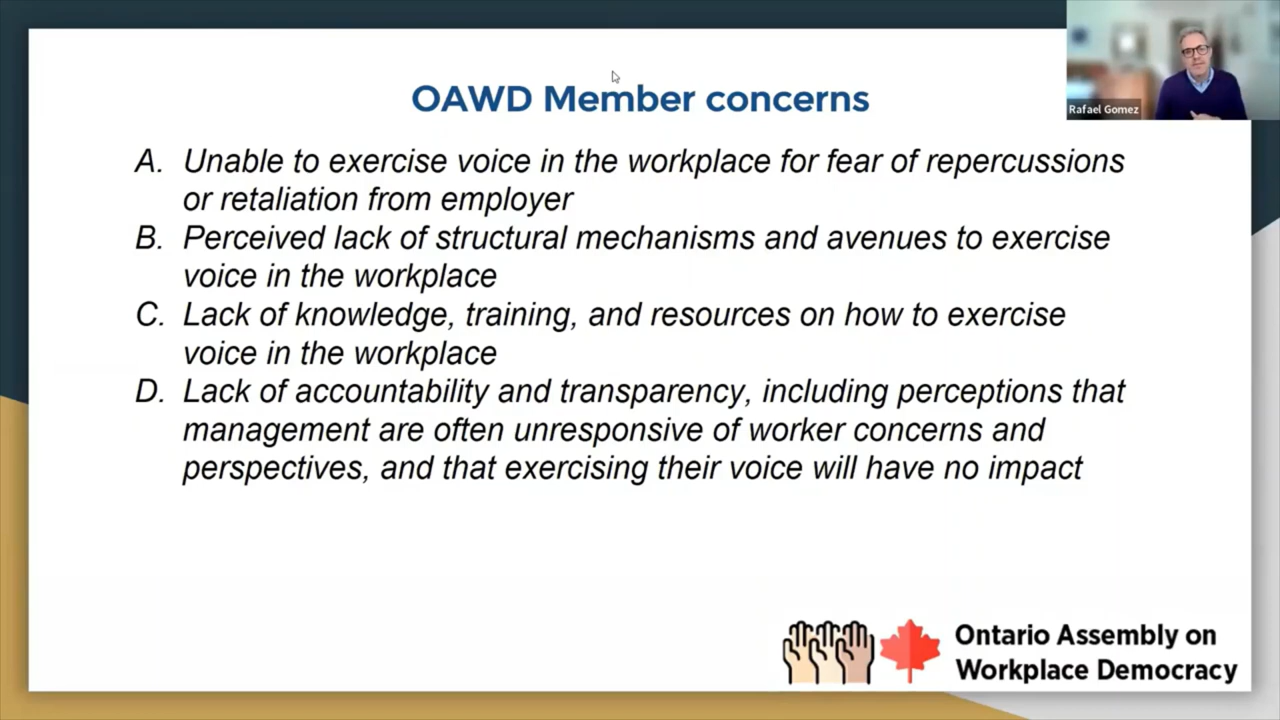 OAWD Member concerns
Rafael Gomez
A. Unable to exercise voice in the workplace for fear of repercussions
or retaliation from employer
B. Perceived lack of structural mechanisms and avenues to exercise
voice in the workplace
C. Lack of knowledge, training, and resources on how to exercise
voice in the workplace
D. Lack of accountability and transparency, including perceptions that
management are often unresponsive of worker concerns and
perspectives, and that exercising their voice will have no impact
Ontario Assembly on
Workplace Democracy